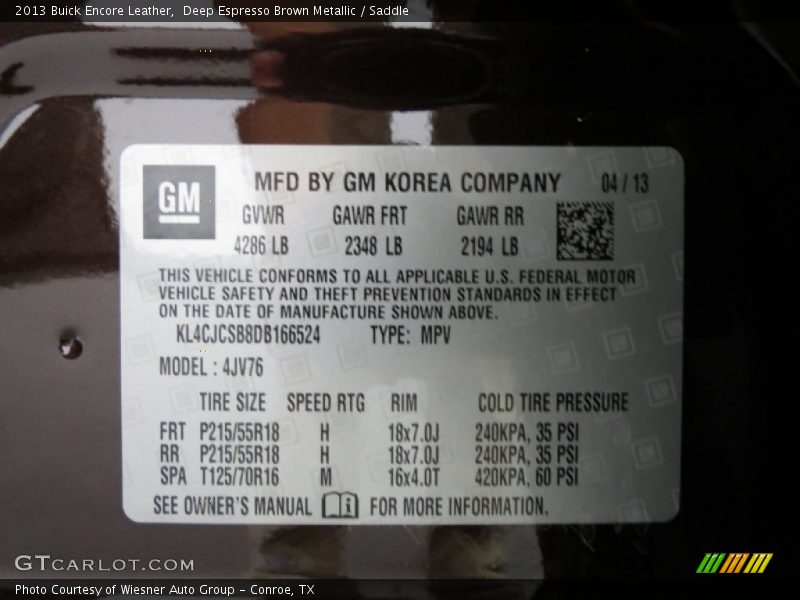 2013 Buick Encore Leather,  Deep Espresso Brown Metallic / Saddle
GM
MFD BY GM KOREA COMPANY 04 / 13
GVWR GAWR FRT GAWR RR
4286 LB 2348 LB 2194 LB
THIS VEHICLE CONFORMS TO ALL APPLICABLE U.S. FEDERAL MOTOR
VEHICLE SAFETY AND THEFT PREVENTION STANDARDS IN EFFECT
ON THE DATE OF MANUFACTURE SHOWN ABOVE.
KL4CJCSB8DB166524 TYPE: MPV
MODEL : 4JV76
TIRE SIZE SPEED RTG RIM COLD TIRE PRESSURE
FRT P215/55R18 H 18x7.0J 240KPA, 35 PSI
RR P215/55R18 H 18x7.0J 240KPA, 35 PSI
SPA T125/70R16 M 16x4.0T 420KPA, 60 PSI
SEE OWNER'S MANUAL i FOR MORE INFORMATION.
GTCARLOT.COM
Photo Courtesy of Wiesner Auto Group - Conroe, TX